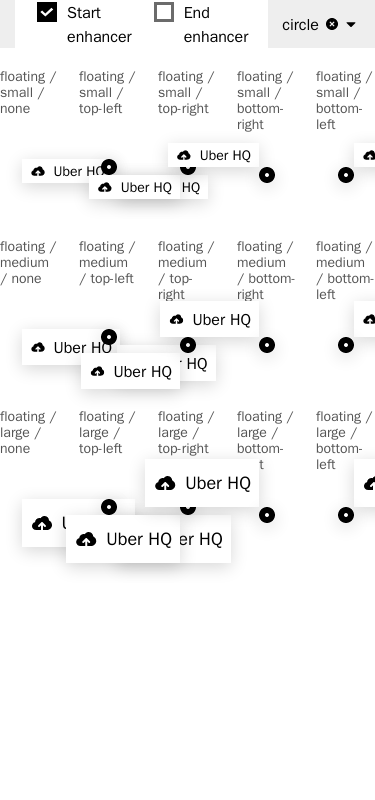 Start
enhancer
End
enhancer
circle
floating /
small /
none
floating /
small /
top-left
floating /
small /
top-right
floating /
small /
bottom-
right
floating /
small /
bottom-
left
Uber HQ
Uber HQ
HQ
Uber HQ
floating /
medium
/ none
floating /
medium
/ top-left
floating /
medium
/ top-
right
floating /
medium
/ bottom-
right
floating /
medium
/ bottom-
left
Uber HQ
Uber HQ
HQ
Uber HQ
floating /
large /
none
floating /
large /
top-left
floating /
large /
top-right
floating /
large /
bottom-
t
floating /
large /
bottom-
left
Uber HQ
Uber HQ
er HQ